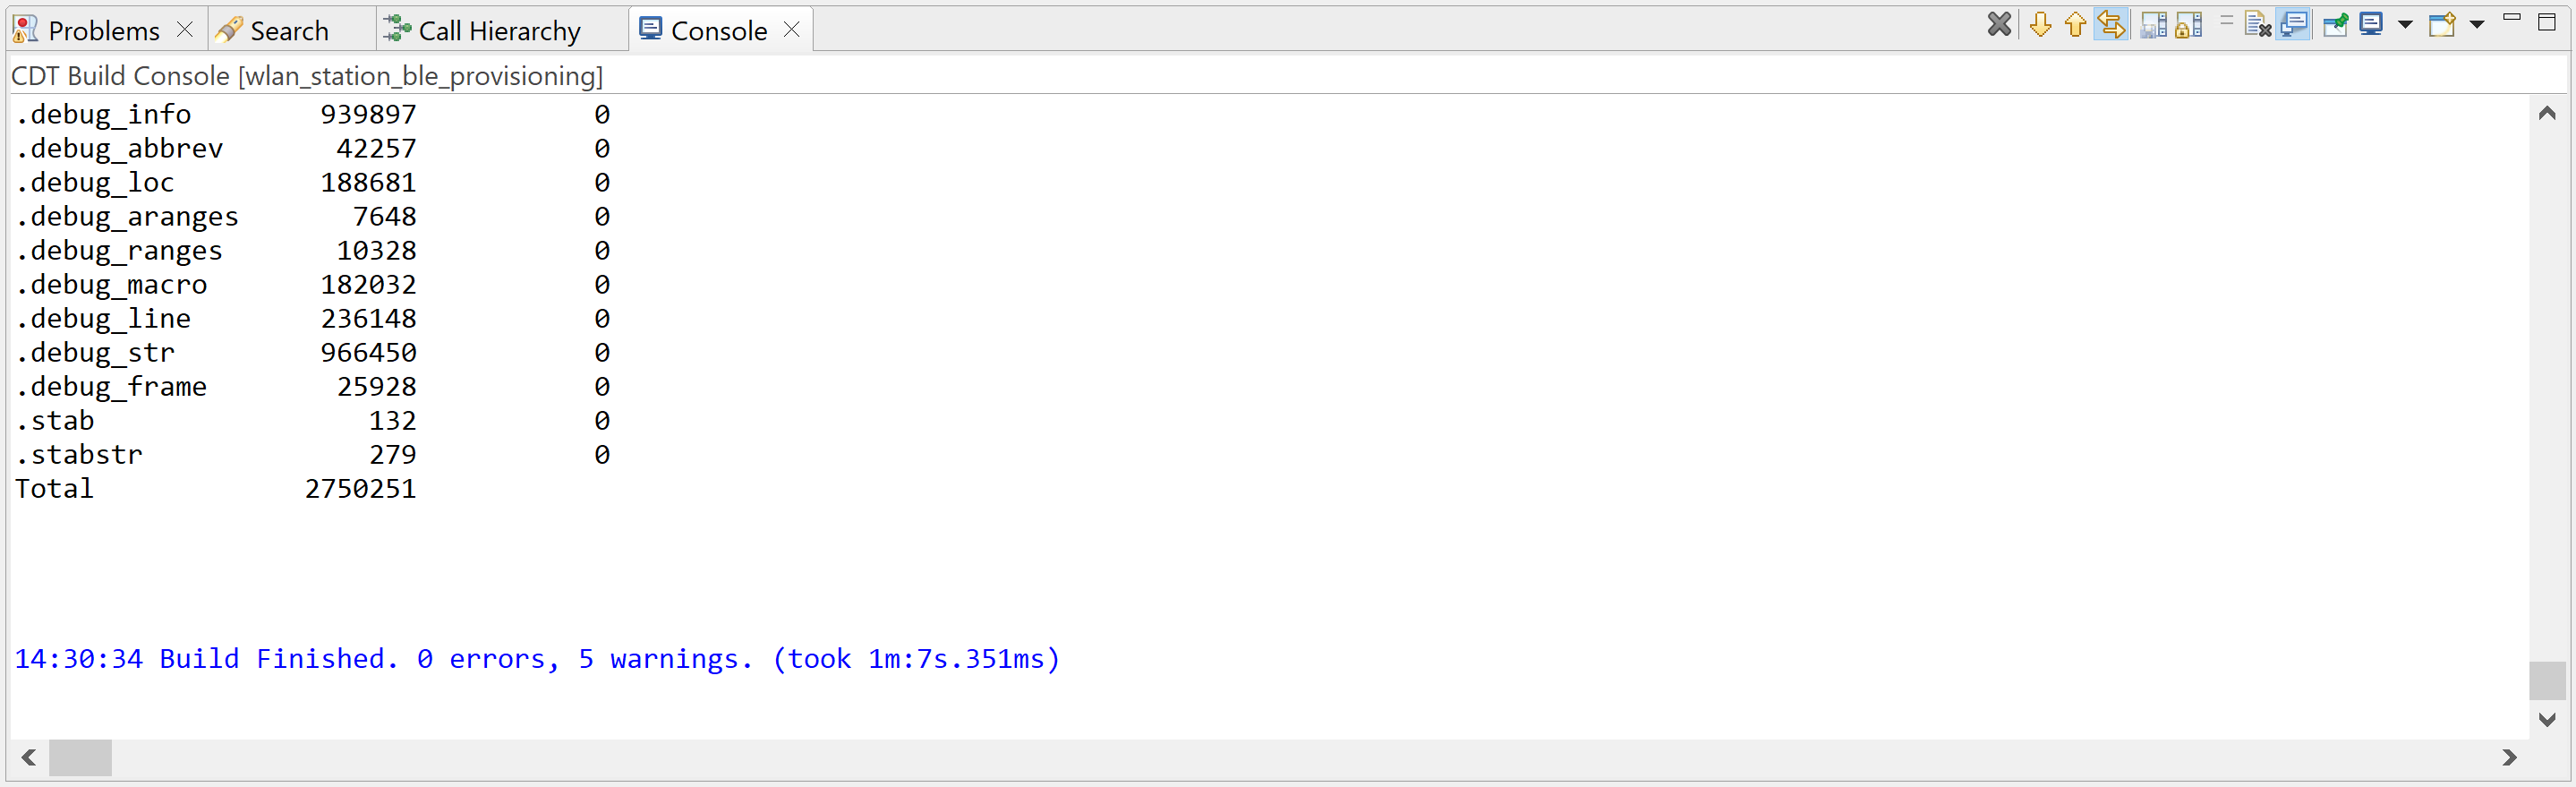 Problems Search Call Hierarchy Console
CDT Build Console [wlan_station_ble_provisioning]
.debug_info 939897 0
.debug_abbrev 42257 0
.debug_loc 188681 0
.debug_aranges 7648 0
.debug_ranges 10328 0
.debug_macro 182032 0
.debug_line 236148 0
.debug_str 966450 0
.debug_frame 25928 0
.stab 132 0
.stabstr 279 0
Total 2750251
14:30:34 Build Finished. 0 errors, 5 warnings. (took 1m:7s.351ms)